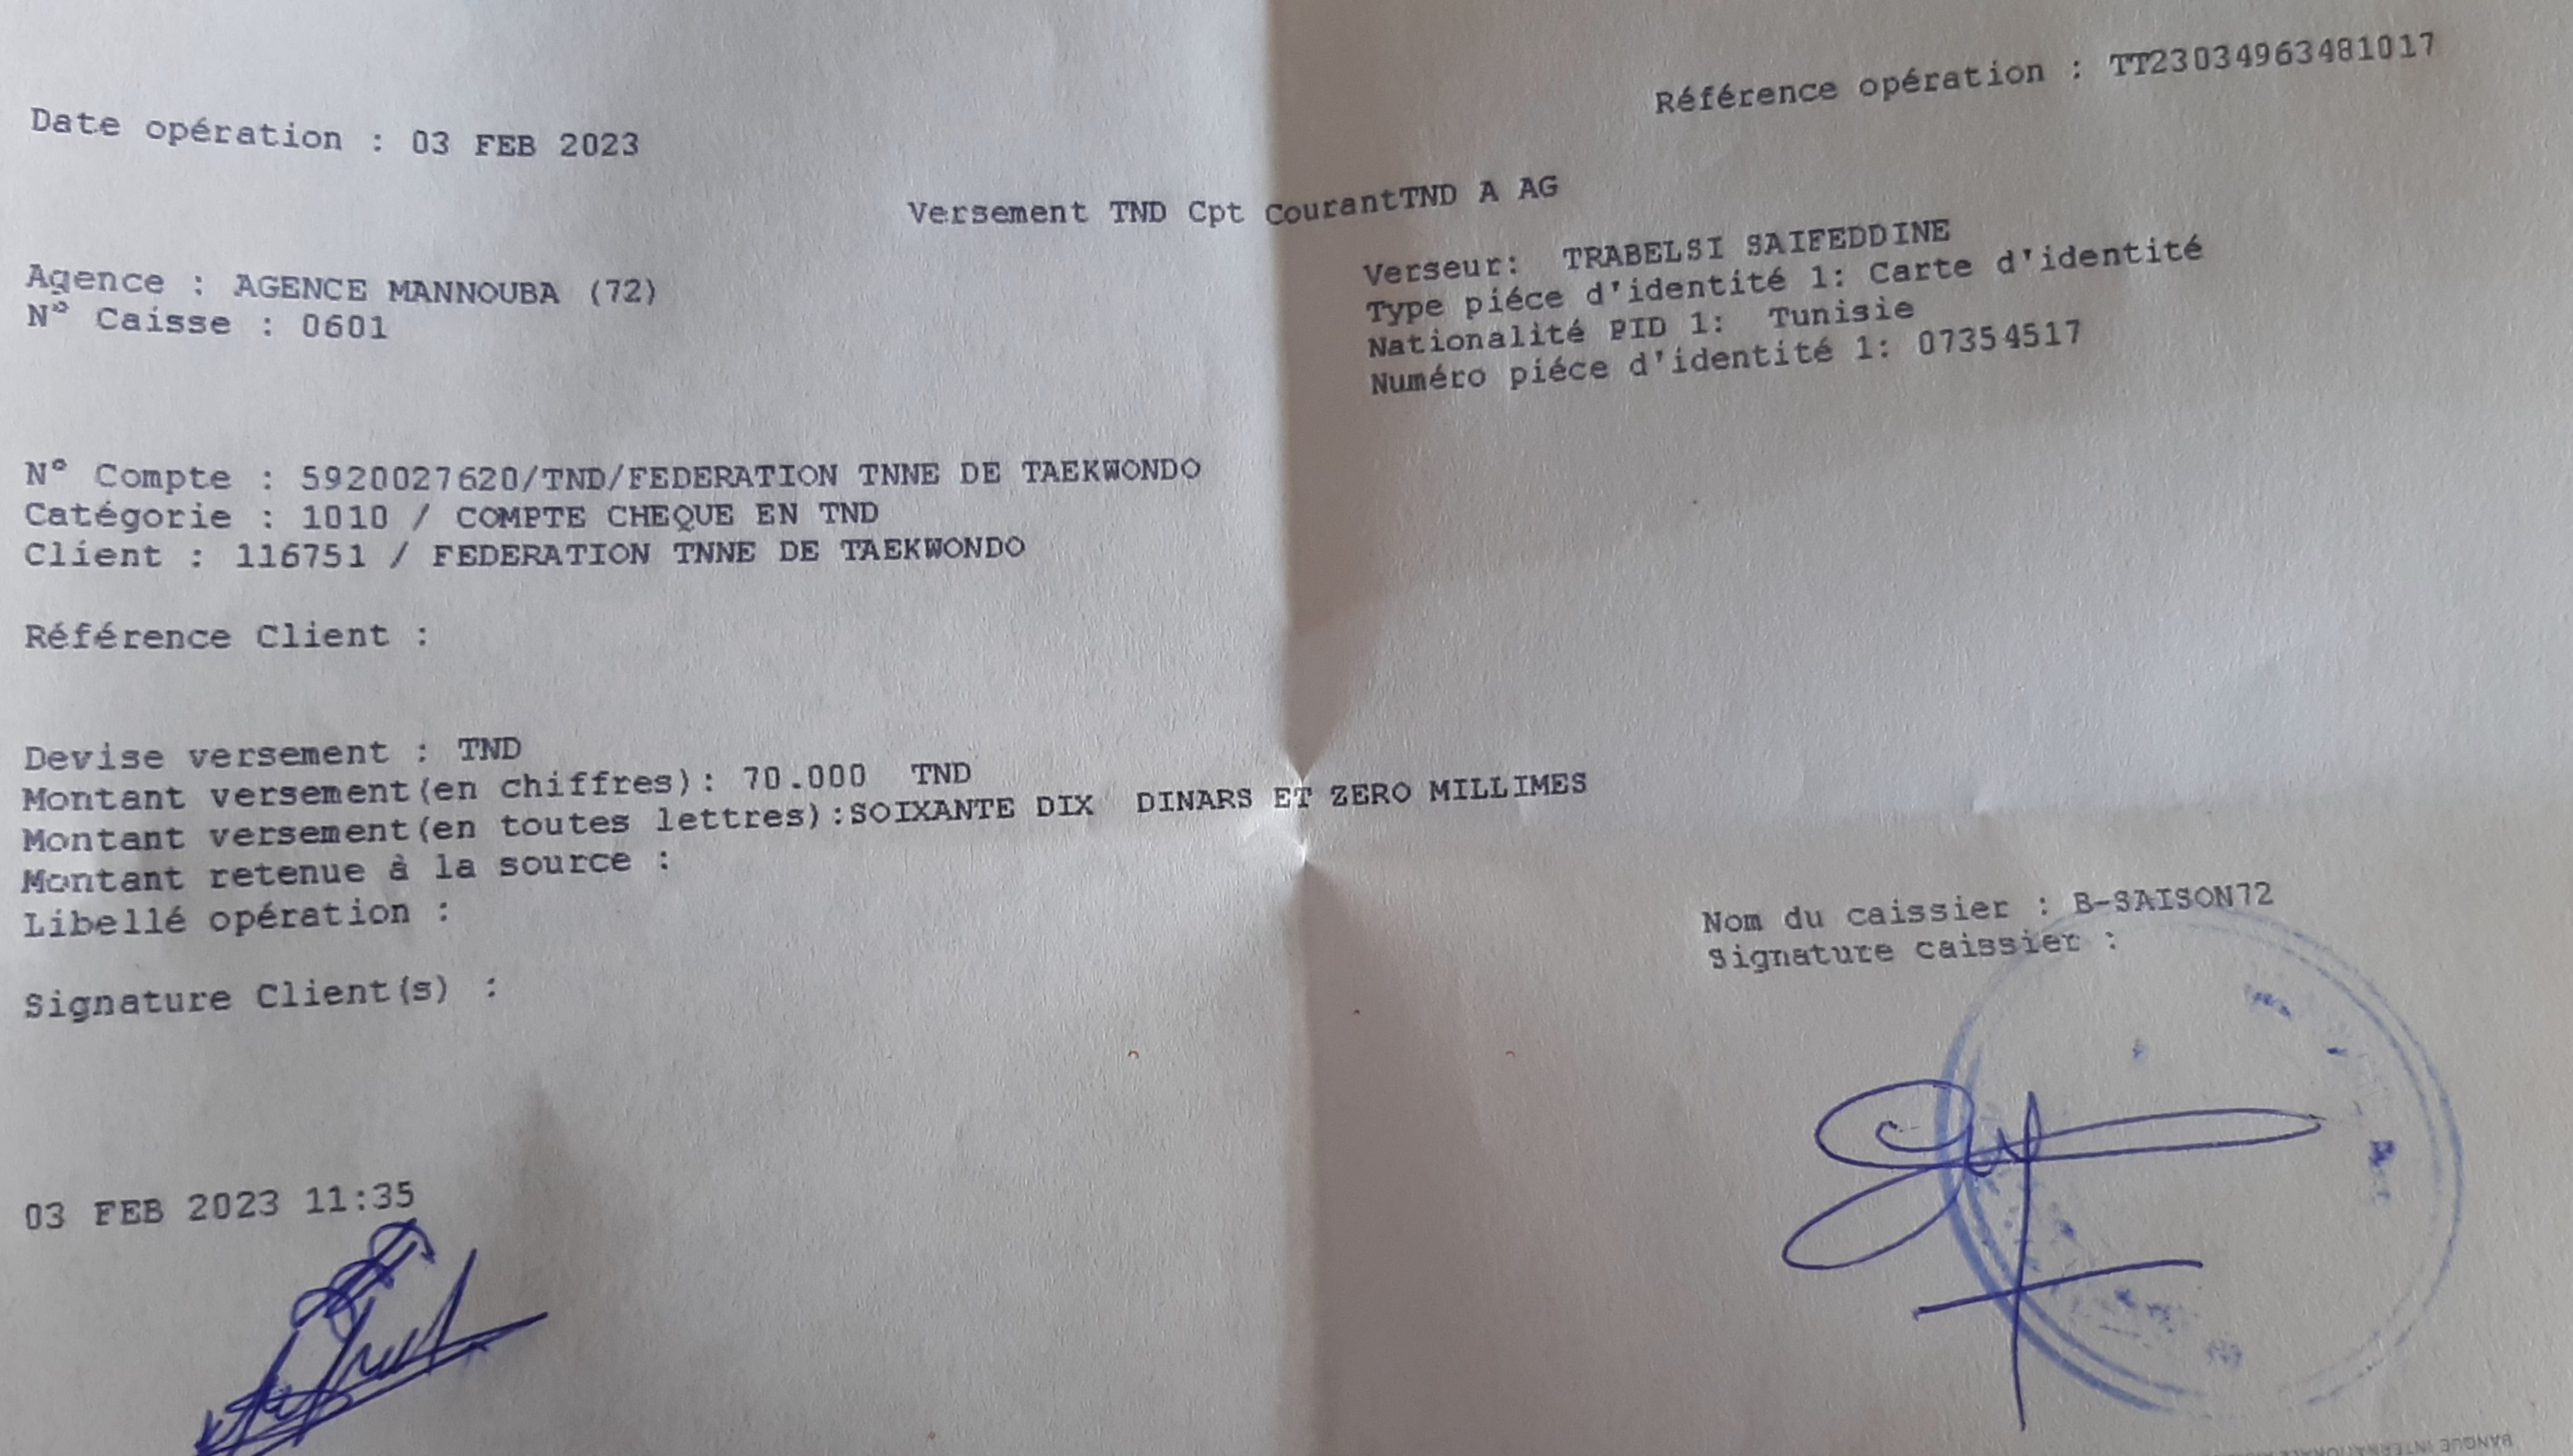 Référence opération : TT23034963481017
Date opération : 03 FEB 2023
Versement TND Cpt CourantTND A AG
Agence : AGENCE MANNOUBA (72)
N° Caisse : 0601
Verseur: TRABELSI SAIFEDDINE
Type piéce d'identité 1: Carte d'identité
Nationalité PID 1: Tunisie
Numéro piéce d'identité 1: 07354517
N° Compte : 5920027620/TND/FEDERATION TNNE DE TAEKWONDO
Catégorie : 1010 / COMPTE CHEQUE EN TND
Client : 116751 / FEDERATION TNNE DE TAEKWONDO
Référence Client :
Devise versement : TND
Montant versement(en chiffres): 70.000 TND
Montant versement(en toutes lettres):SOIXANTE DIX DINARS ET ZERO MILLIMES
Montant retenue à la source :
Libellé opération :
Nom du caissier : B-SAISON72
Signature caissier :
Signature Client(s) :
03 FEB 2023 11:35
BANQUE INTERNATIONALE